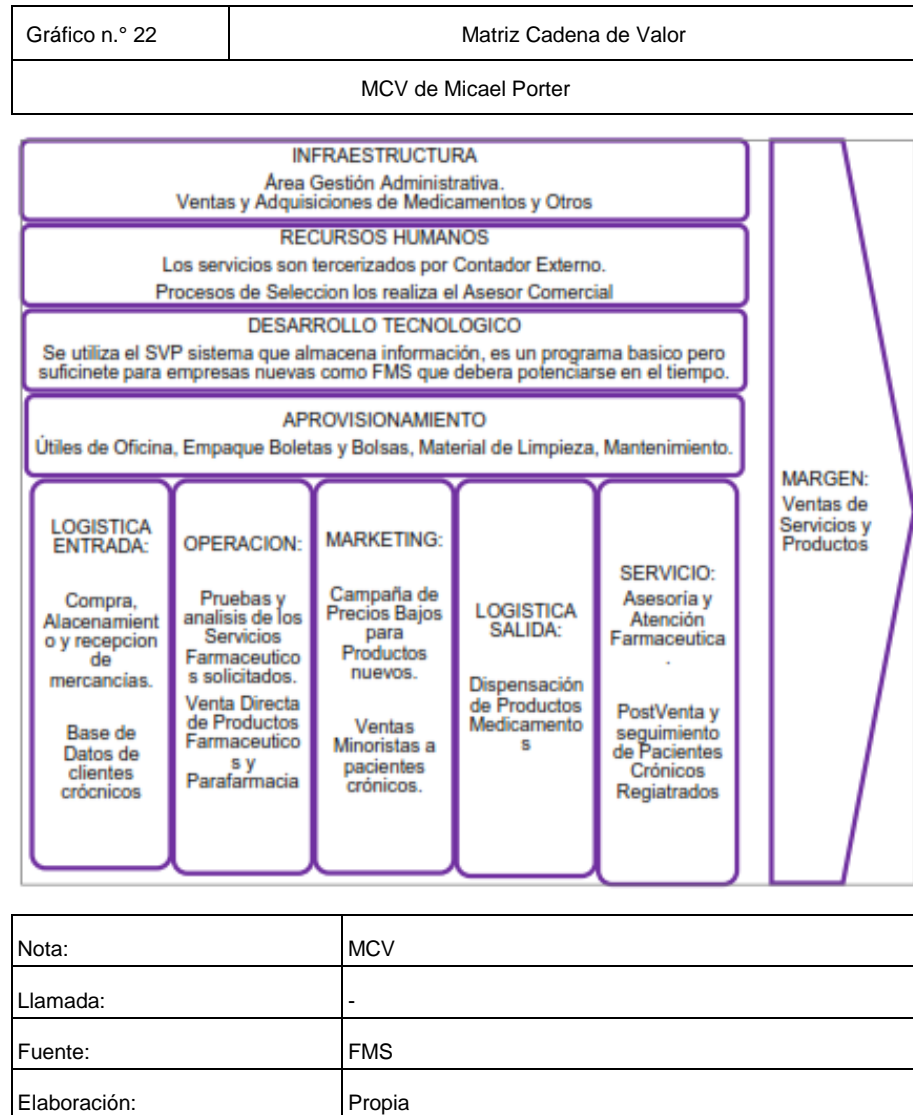 Gráfico n.° 22
Matriz Cadena de Valor
MCV de Micael Porter
INFRAESTRUCTURA
Área Gestión Administrativa.
Ventas y Adquisiciones de Medicamentos y Otros
RECURSOS HUMANOS
Los servicios son tercerizados por Contador Externo.
Procesos de Seleccion los realiza el Asesor Comercial
DESARROLLO TECNOLOGICO
Se utiliza el SVP sistema que almacena información, es un programa basico pero
suficinete para empresas nuevas como FMS que debera potenciarse en el tiempo.
APROVISIONAMIENTO
Útiles de Oficina, Empaque Boletas y Bolsas, Material de Limpieza, Mantenimiento.
LOGISTICA
ENTRADA:
Compra,
Alacenamient
o y recepcion
de
mercancías.
Base de
Datos de
clientes
crócnicos
OPERACION:
Pruebas y
analisis de los
Servicios
Farmaceutico
s solicitados.
Venta Directa
de Productos
Farmaceutico
s y
Parafarmacia
MARKETING:
Campaña de
Precios Bajos
para
Productos
nuevos.
Ventas
Minoristas a
pacientes
crónicos.
LOGISTICA
SALIDA:
Dispensación
de Productos
Medicamento
s
SERVICIO:
Asesoría y
Atención
Farmaceutica
.
PostVenta y
seguimiento
de Pacientes
Crónicos
Regiatrados
MARGEN:
Ventas de
Servicios y
Productos
Nota:
MCV
Llamada:
-
Fuente:
FMS
Elaboración:
Propia